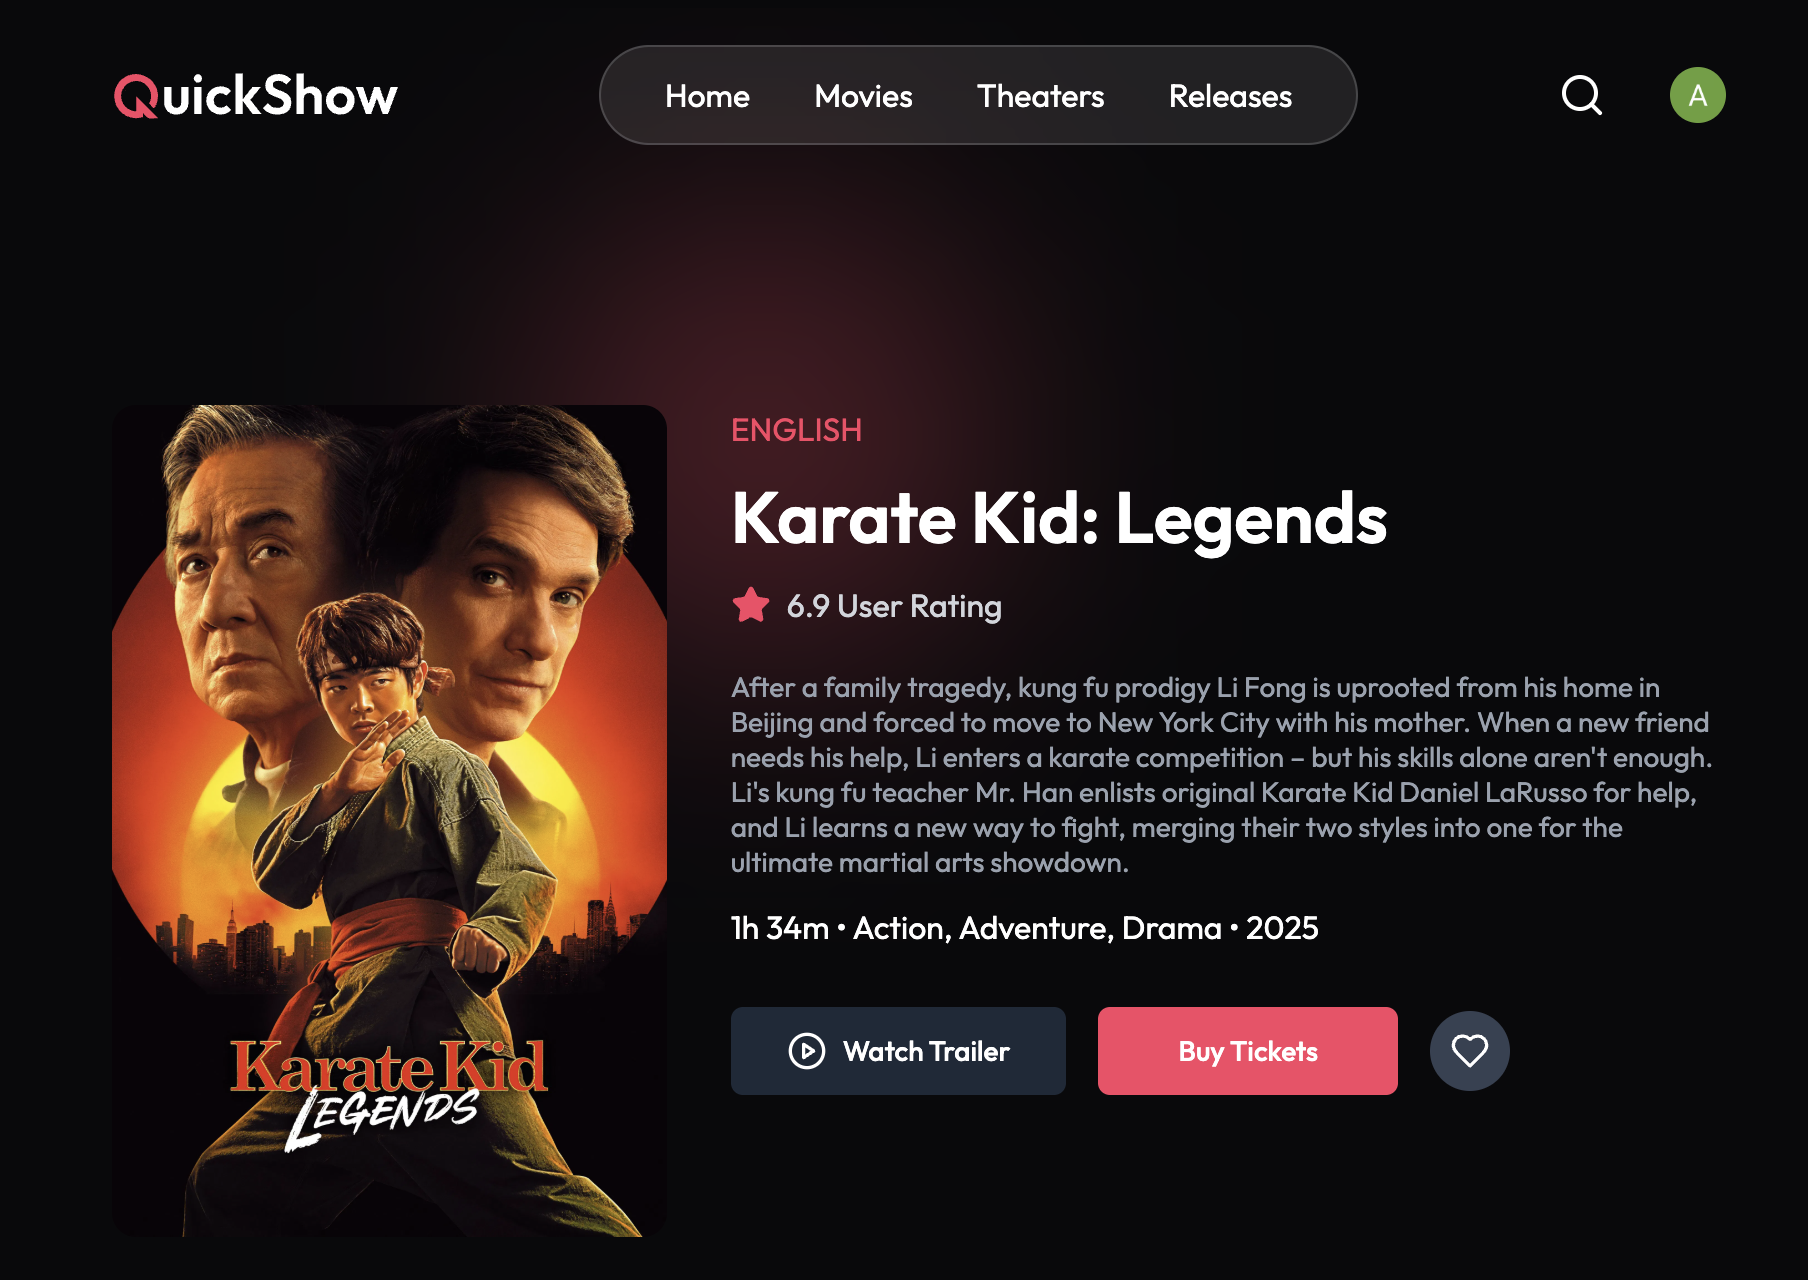 QuickShow
Home Movies Theaters Releases
A
Karate Kid
LEGENDS
ENGLISH
Karate Kid: Legends
6.9 User Rating
After a family tragedy, kung fu prodigy Li Fong is uprooted from his home in
Beijing and forced to move to New York City with his mother. When a new friend
needs his help, Li enters a karate competition – but his skills alone aren't enough.
Li's kung fu teacher Mr. Han enlists original Karate Kid Daniel LaRusso for help,
and Li learns a new way to fight, merging their two styles into one for the
ultimate martial arts showdown.
1h 34m • Action, Adventure, Drama • 2025
Watch Trailer
Buy Tickets